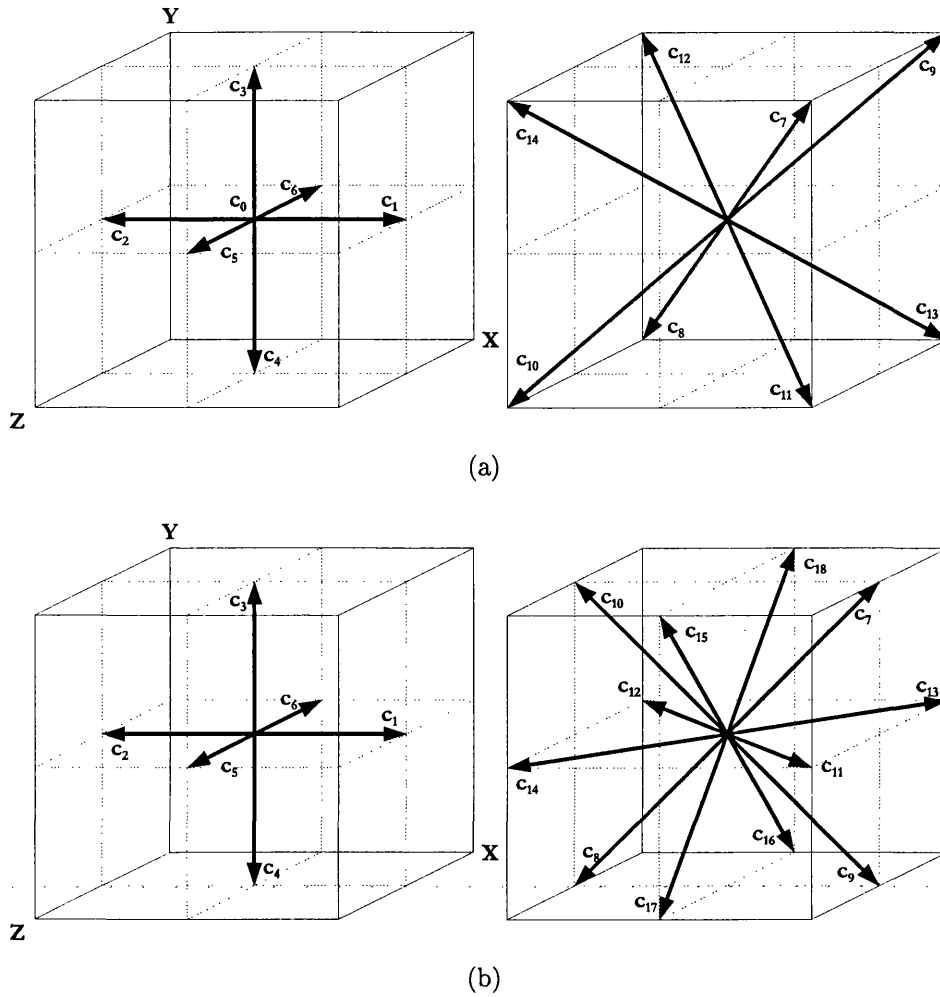 Y
c₃
c₆
c₀
c₁
c₂
c₅
c₄
X
Z
c₁₂
c₉
c₇
c₁₄
c₈
c₁₃
c₁₀
c₁₁
(a)
Y
c₃
c₆
c₁
c₂
c₅
c₄
X
Z
c₁₈
c₁₀
c₇
c₁₅
c₁₂
c₁₃
c₁₁
c₁₄
c₁₆
c₈
c₉
c₁₇
(b)